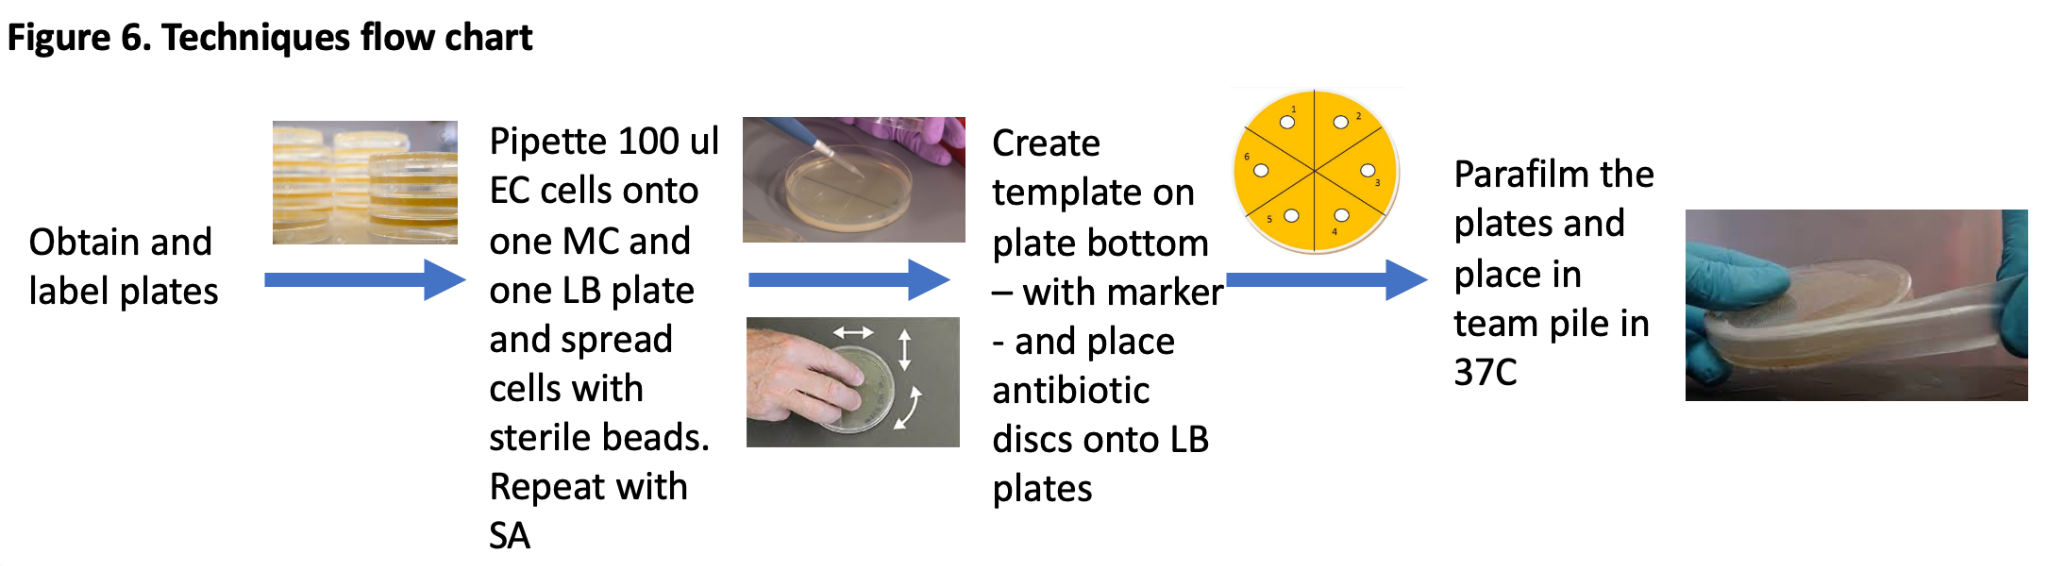 Figure 6. Techniques flow chart
Obtain and
label plates
Pipette 100 ul
EC cells onto
one MC and
one LB plate
and spread
cells with
sterile beads.
Repeat with
SA
Create
template on
plate bottom
– with marker
- and place
antibiotic
discs onto LB
plates
1
2
3
4
5
6
Parafilm the
plates and
place in
team pile in
37C